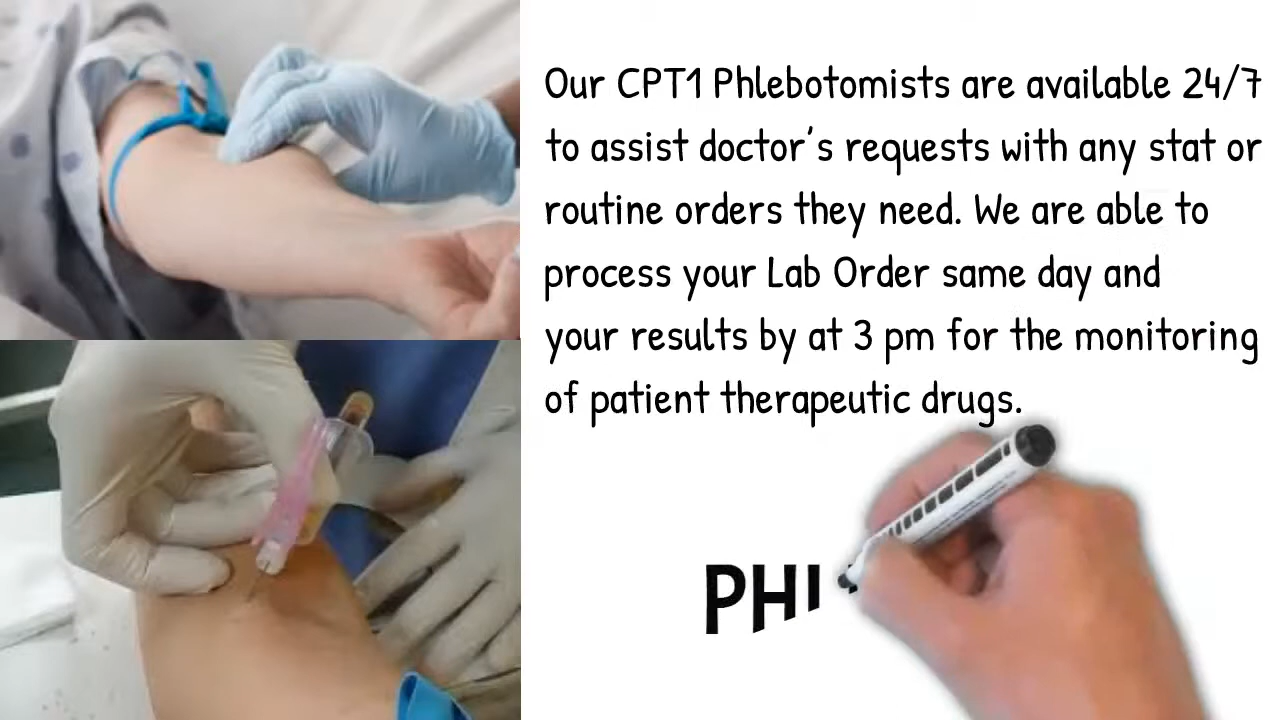 Our CPT1 Phlebotomists are available 24/7
to assist doctor's requests with any stat or
routine orders they need. We are able to
process your Lab Order same day and
your results by at 3 pm for the monitoring
of patient therapeutic drugs.